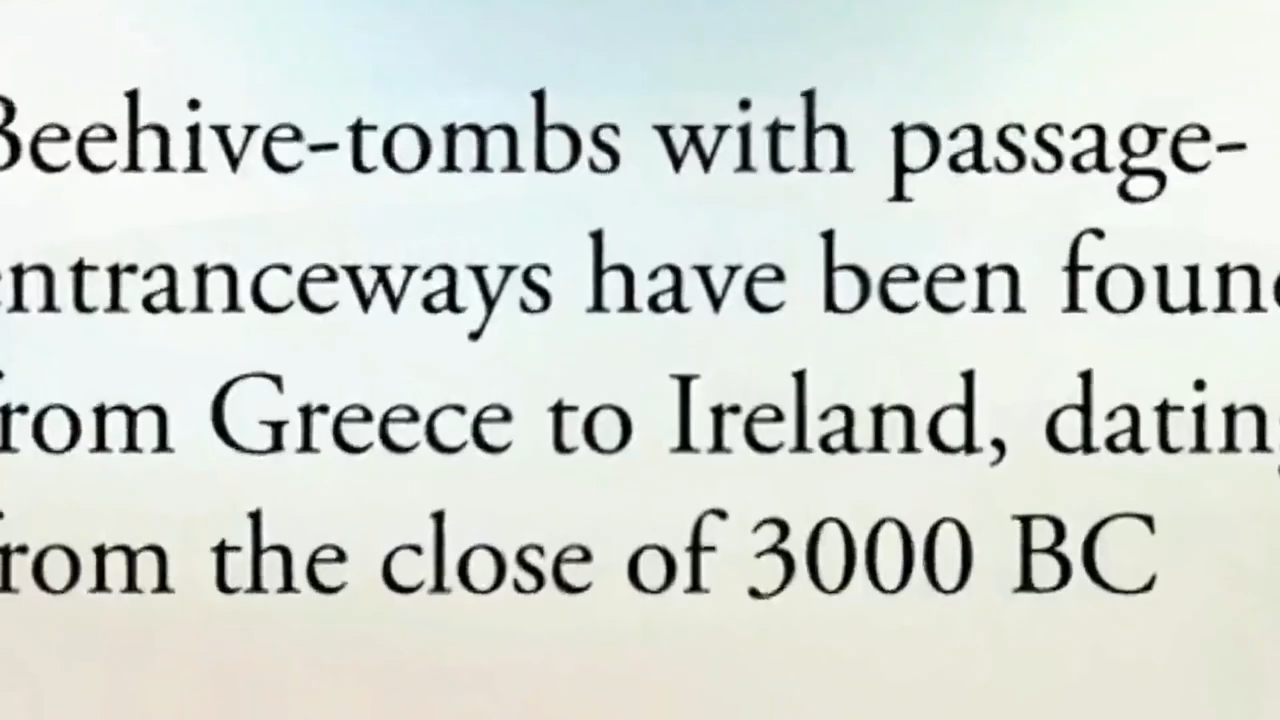 Beehive-tombs with passage-
entranceways have been found
from Greece to Ireland, dating
from the close of 3000 BC